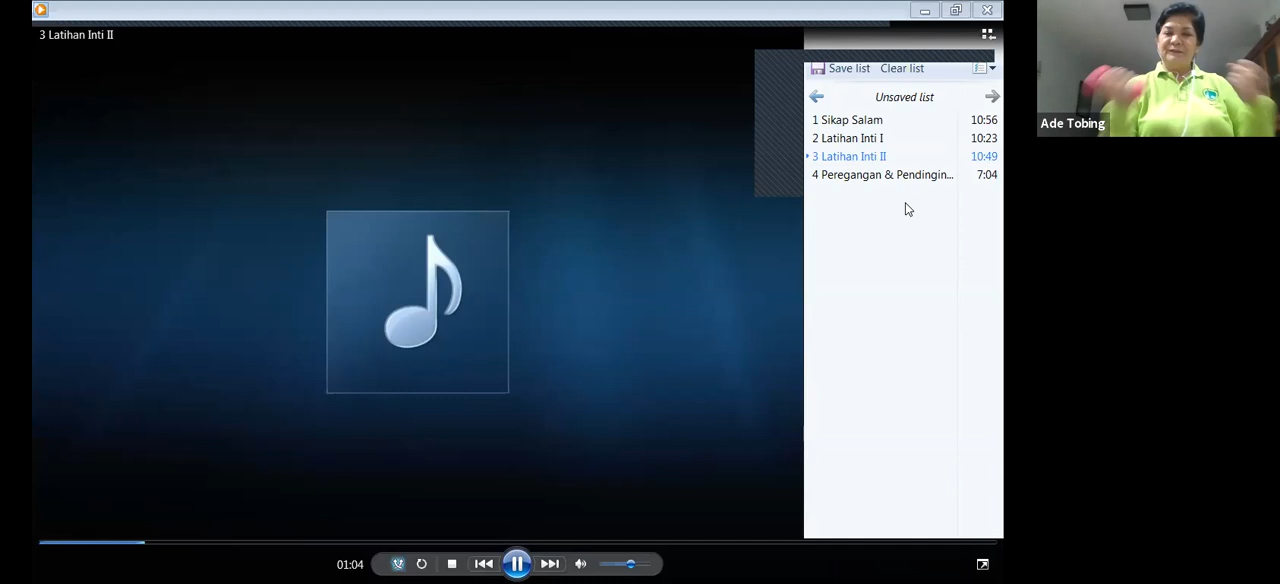 3 Latihan Inti II
Save list Clear list
Unsaved list
1 Sikap Salam 10:56
2 Latihan Inti I 10:23
3 Latihan Inti II 10:49
4 Peregangan & Pendingin... 7:04
Ade Tobing
01:04